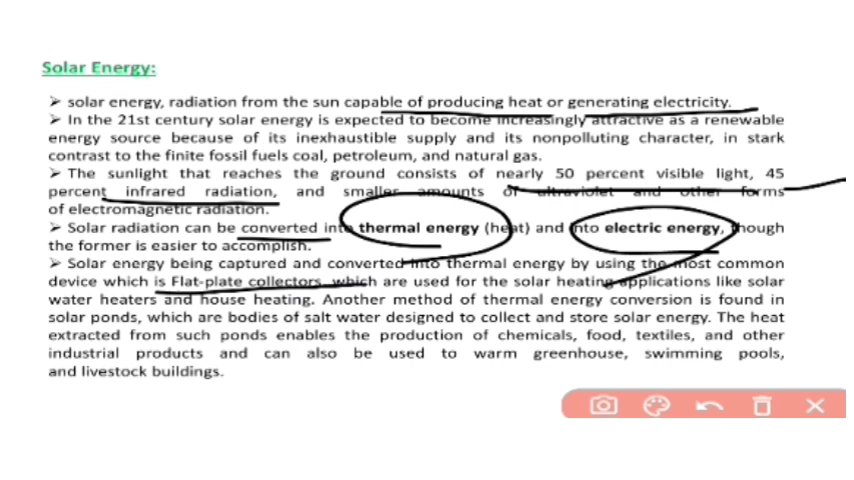 Solar Energy:
➢ solar energy, radiation from the sun capable of producing heat or generating electricity.
➢ In the 21st century solar energy is expected to become increasingly attractive as a renewable
energy source because of its inexhaustible supply and its nonpolluting character, in stark
contrast to the finite fossil fuels coal, petroleum, and natural gas.
➢ The sunlight that reaches the ground consists of nearly 50 percent visible light, 45
percent infrared radiation, and smaller amounts of ultraviolet and other forms
of electromagnetic radiation.
➢ Solar radiation can be converted into thermal energy (heat) and into electric energy, though
the former is easier to accomplish.
➢ Solar energy being captured and converted into thermal energy by using the most common
device which is Flat-plate collectors, which are used for the solar heating applications like solar
water heaters and house heating. Another method of thermal energy conversion is found in
solar ponds, which are bodies of salt water designed to collect and store solar energy. The heat
extracted from such ponds enables the production of chemicals, food, textiles, and other
industrial products and can also be used to warm greenhouse, swimming pools,
and livestock buildings.